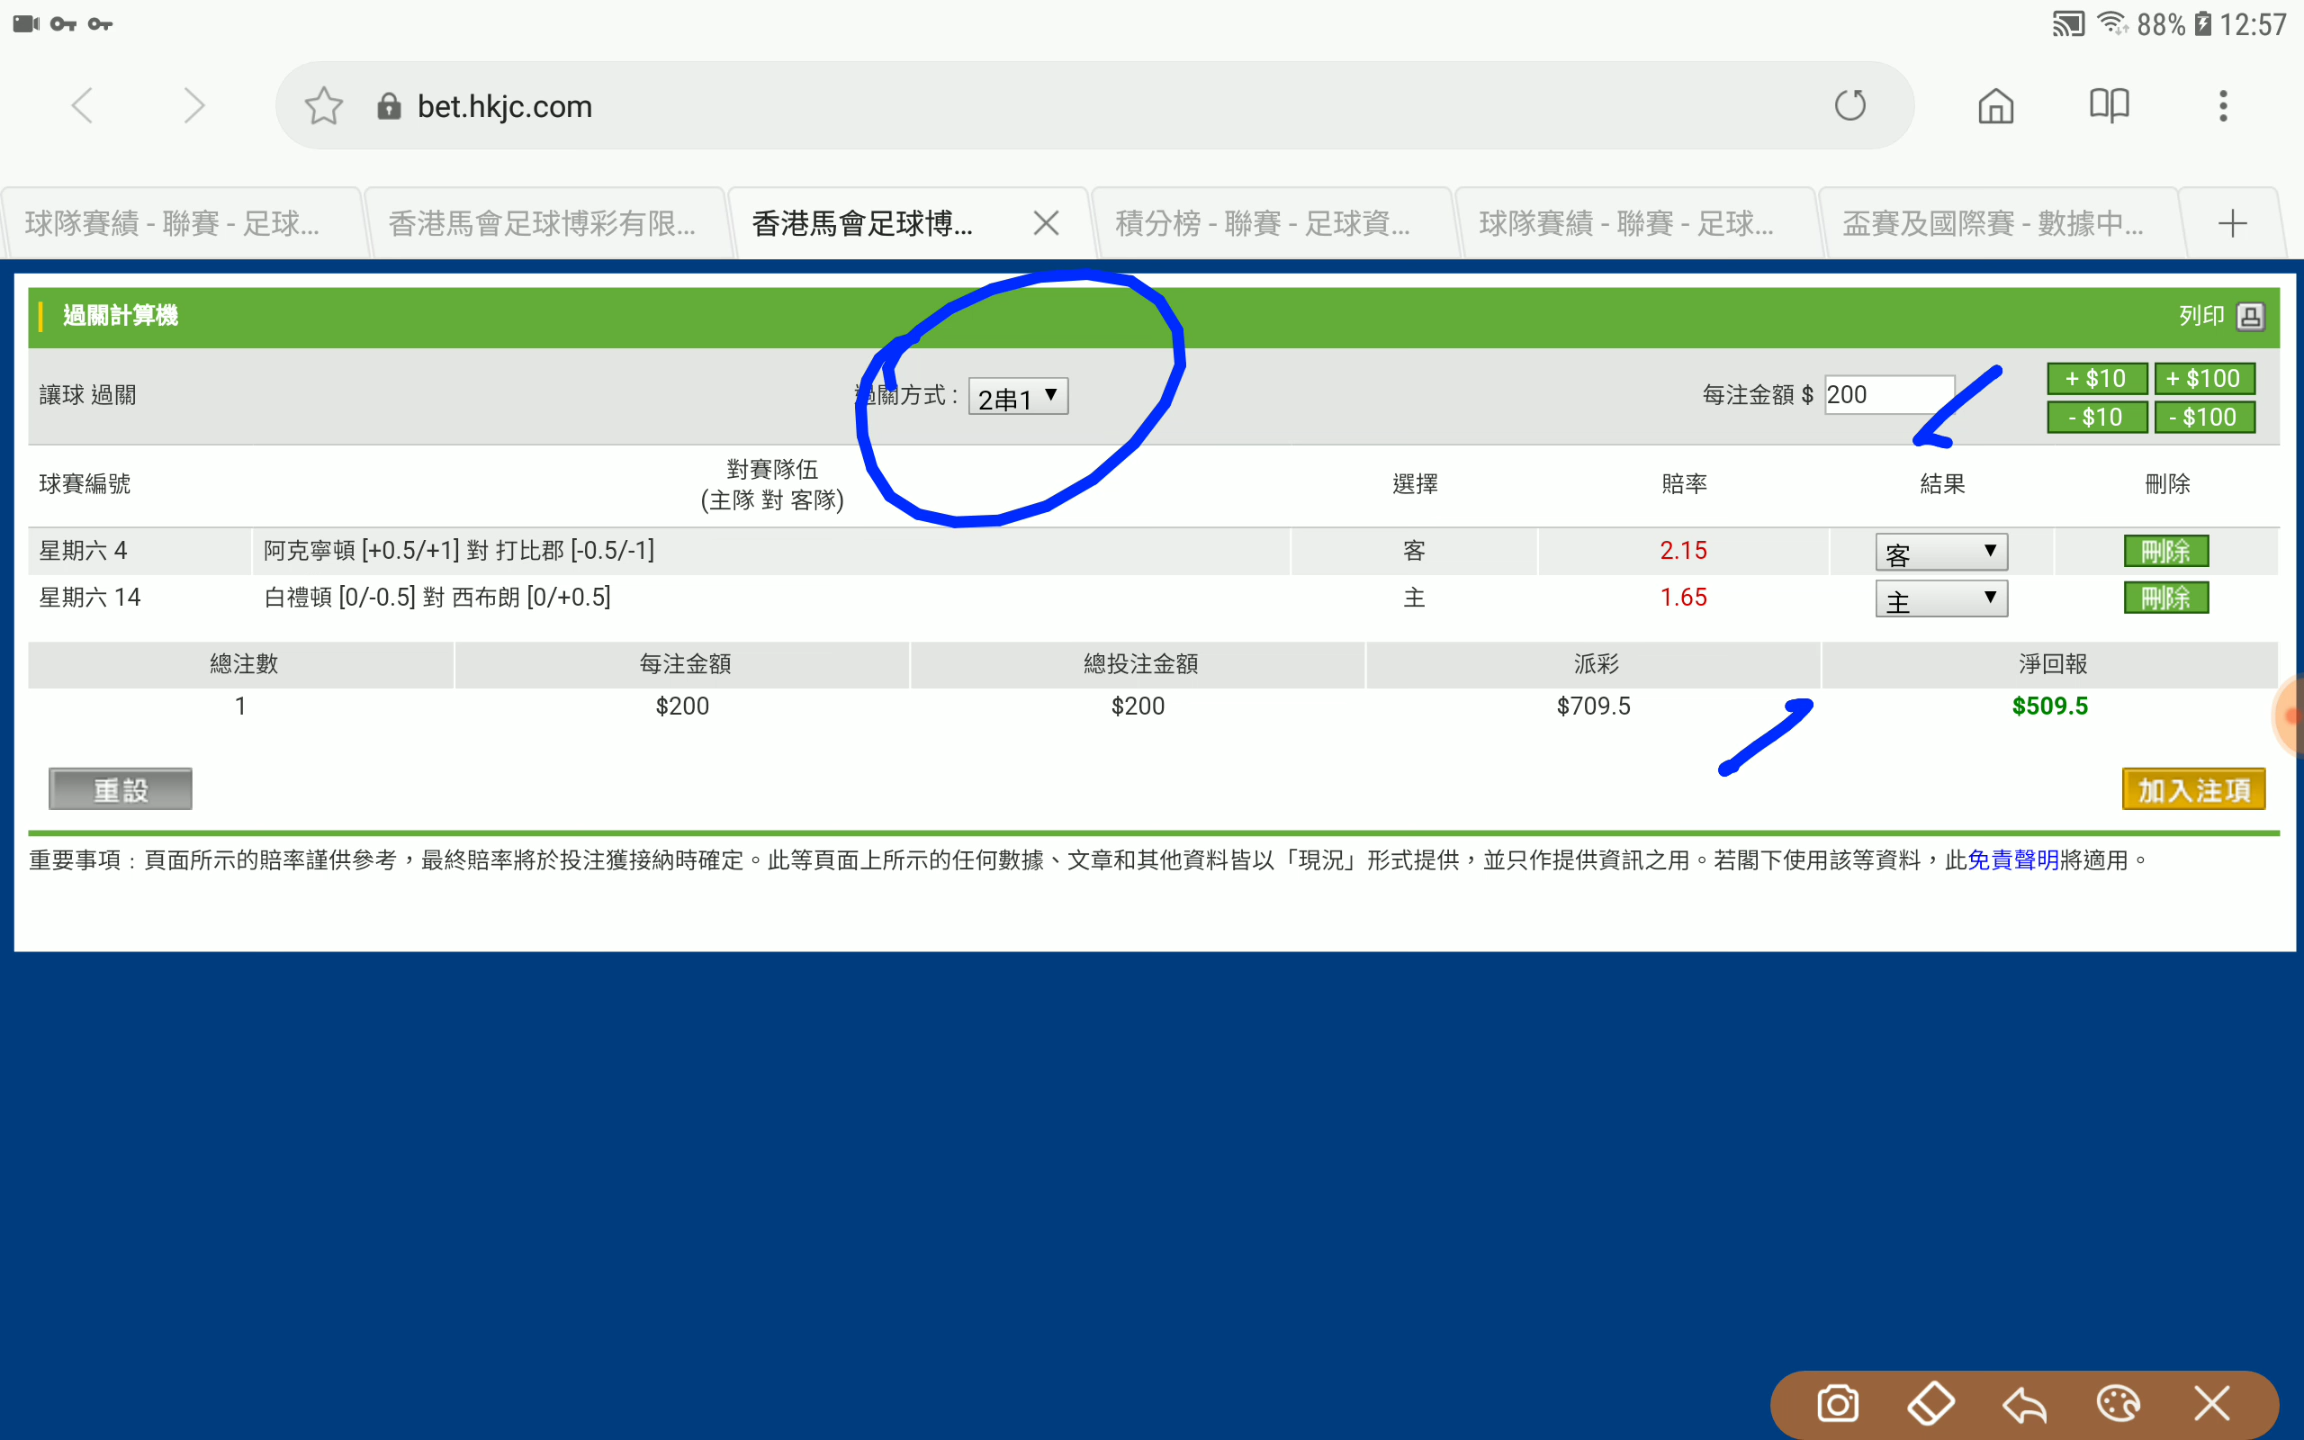 88% 12:57
bet.hkjc.com
球隊賽績 - 聯賽 - 足球...
香港馬會足球博彩有限...
香港馬會足球博...
積分榜 - 聯賽 - 足球資...
球隊賽績 - 聯賽 - 足球...
盃賽及國際賽 - 數據中...
過關計算機
列印
讓球 過關
過關方式 :
2串1
每注金額 $
200
+ $10
+ $100
- $10
- $100
球賽編號
對賽隊伍
(主隊 對 客隊)
選擇
賠率
結果
刪除
星期六 4
阿克寧頓 [+0.5/+1] 對 打比郡 [-0.5/-1]
客
2.15
客
刪除
星期六 14
白禮頓 [0/-0.5] 對 西布朗 [0/+0.5]
主
1.65
主
刪除
總注數
每注金額
總投注金額
派彩
淨回報
1
$200
$200
$709.5
$509.5
重設
加入注項
重要事項 : 頁面所示的賠率謹供參考，最終賠率將於投注獲接納時確定。此等頁面上所示的任何數據、文章和其他資料皆以「現況」形式提供，並只作提供資訊之用。若閣下使用該等資料，此免責聲明將適用。